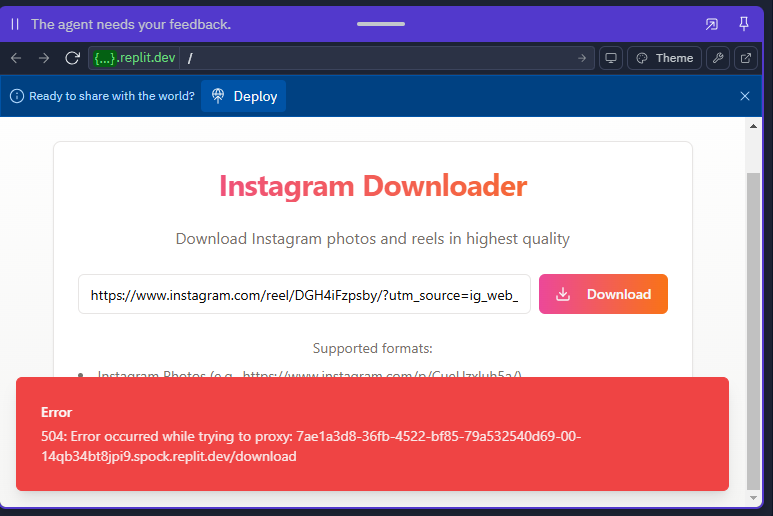 The agent needs your feedback.
{...}.replit.dev /
Theme
Ready to share with the world?
Deploy
Instagram Downloader
Download Instagram photos and reels in highest quality
https://www.instagram.com/reel/DGH4iFzpsby/?utm_source=ig_web_
Download
Supported formats:
Instagram Photos (e.g., https://www.instagram.com/p/CueUzxIuh5a/)
Error
504: Error occurred while trying to proxy: 7ae1a3d8-36fb-4522-bf85-79a532540d69-00-
14qb34bt8jpi9.spock.replit.dev/download